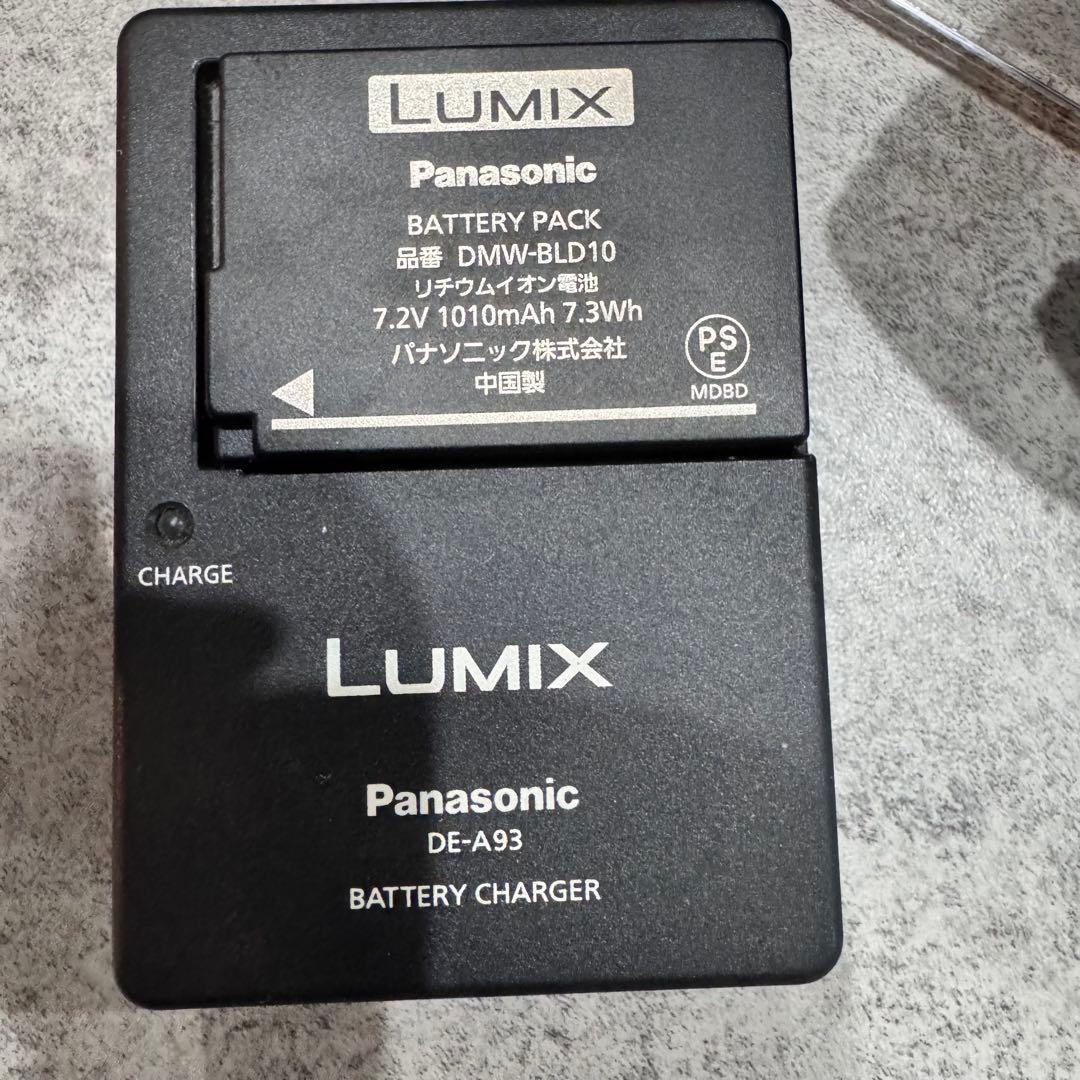 LUMIX
Panasonic
BATTERY PACK
品番 DMW-BLD10
リチウムイオン電池
7.2V 1010mAh 7.3Wh
パナソニック株式会社
中国製
PS
E
MDBD
CHARGE
LUMIX
Panasonic
DE-A93
BATTERY CHARGER